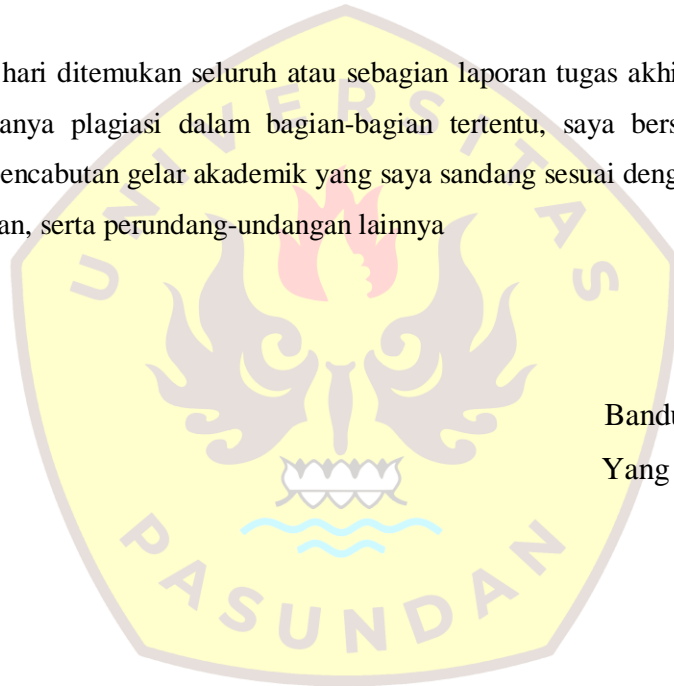 hari ditemukan seluruh atau sebagian laporan tugas akhi
anya plagiasi dalam bagian-bagian tertentu, saya bers
encabutan gelar akademik yang saya sandang sesuai deng
an, serta perundang-undangan lainnya
UNIVERSITAS
Bandu
Yang
PASUNDAN